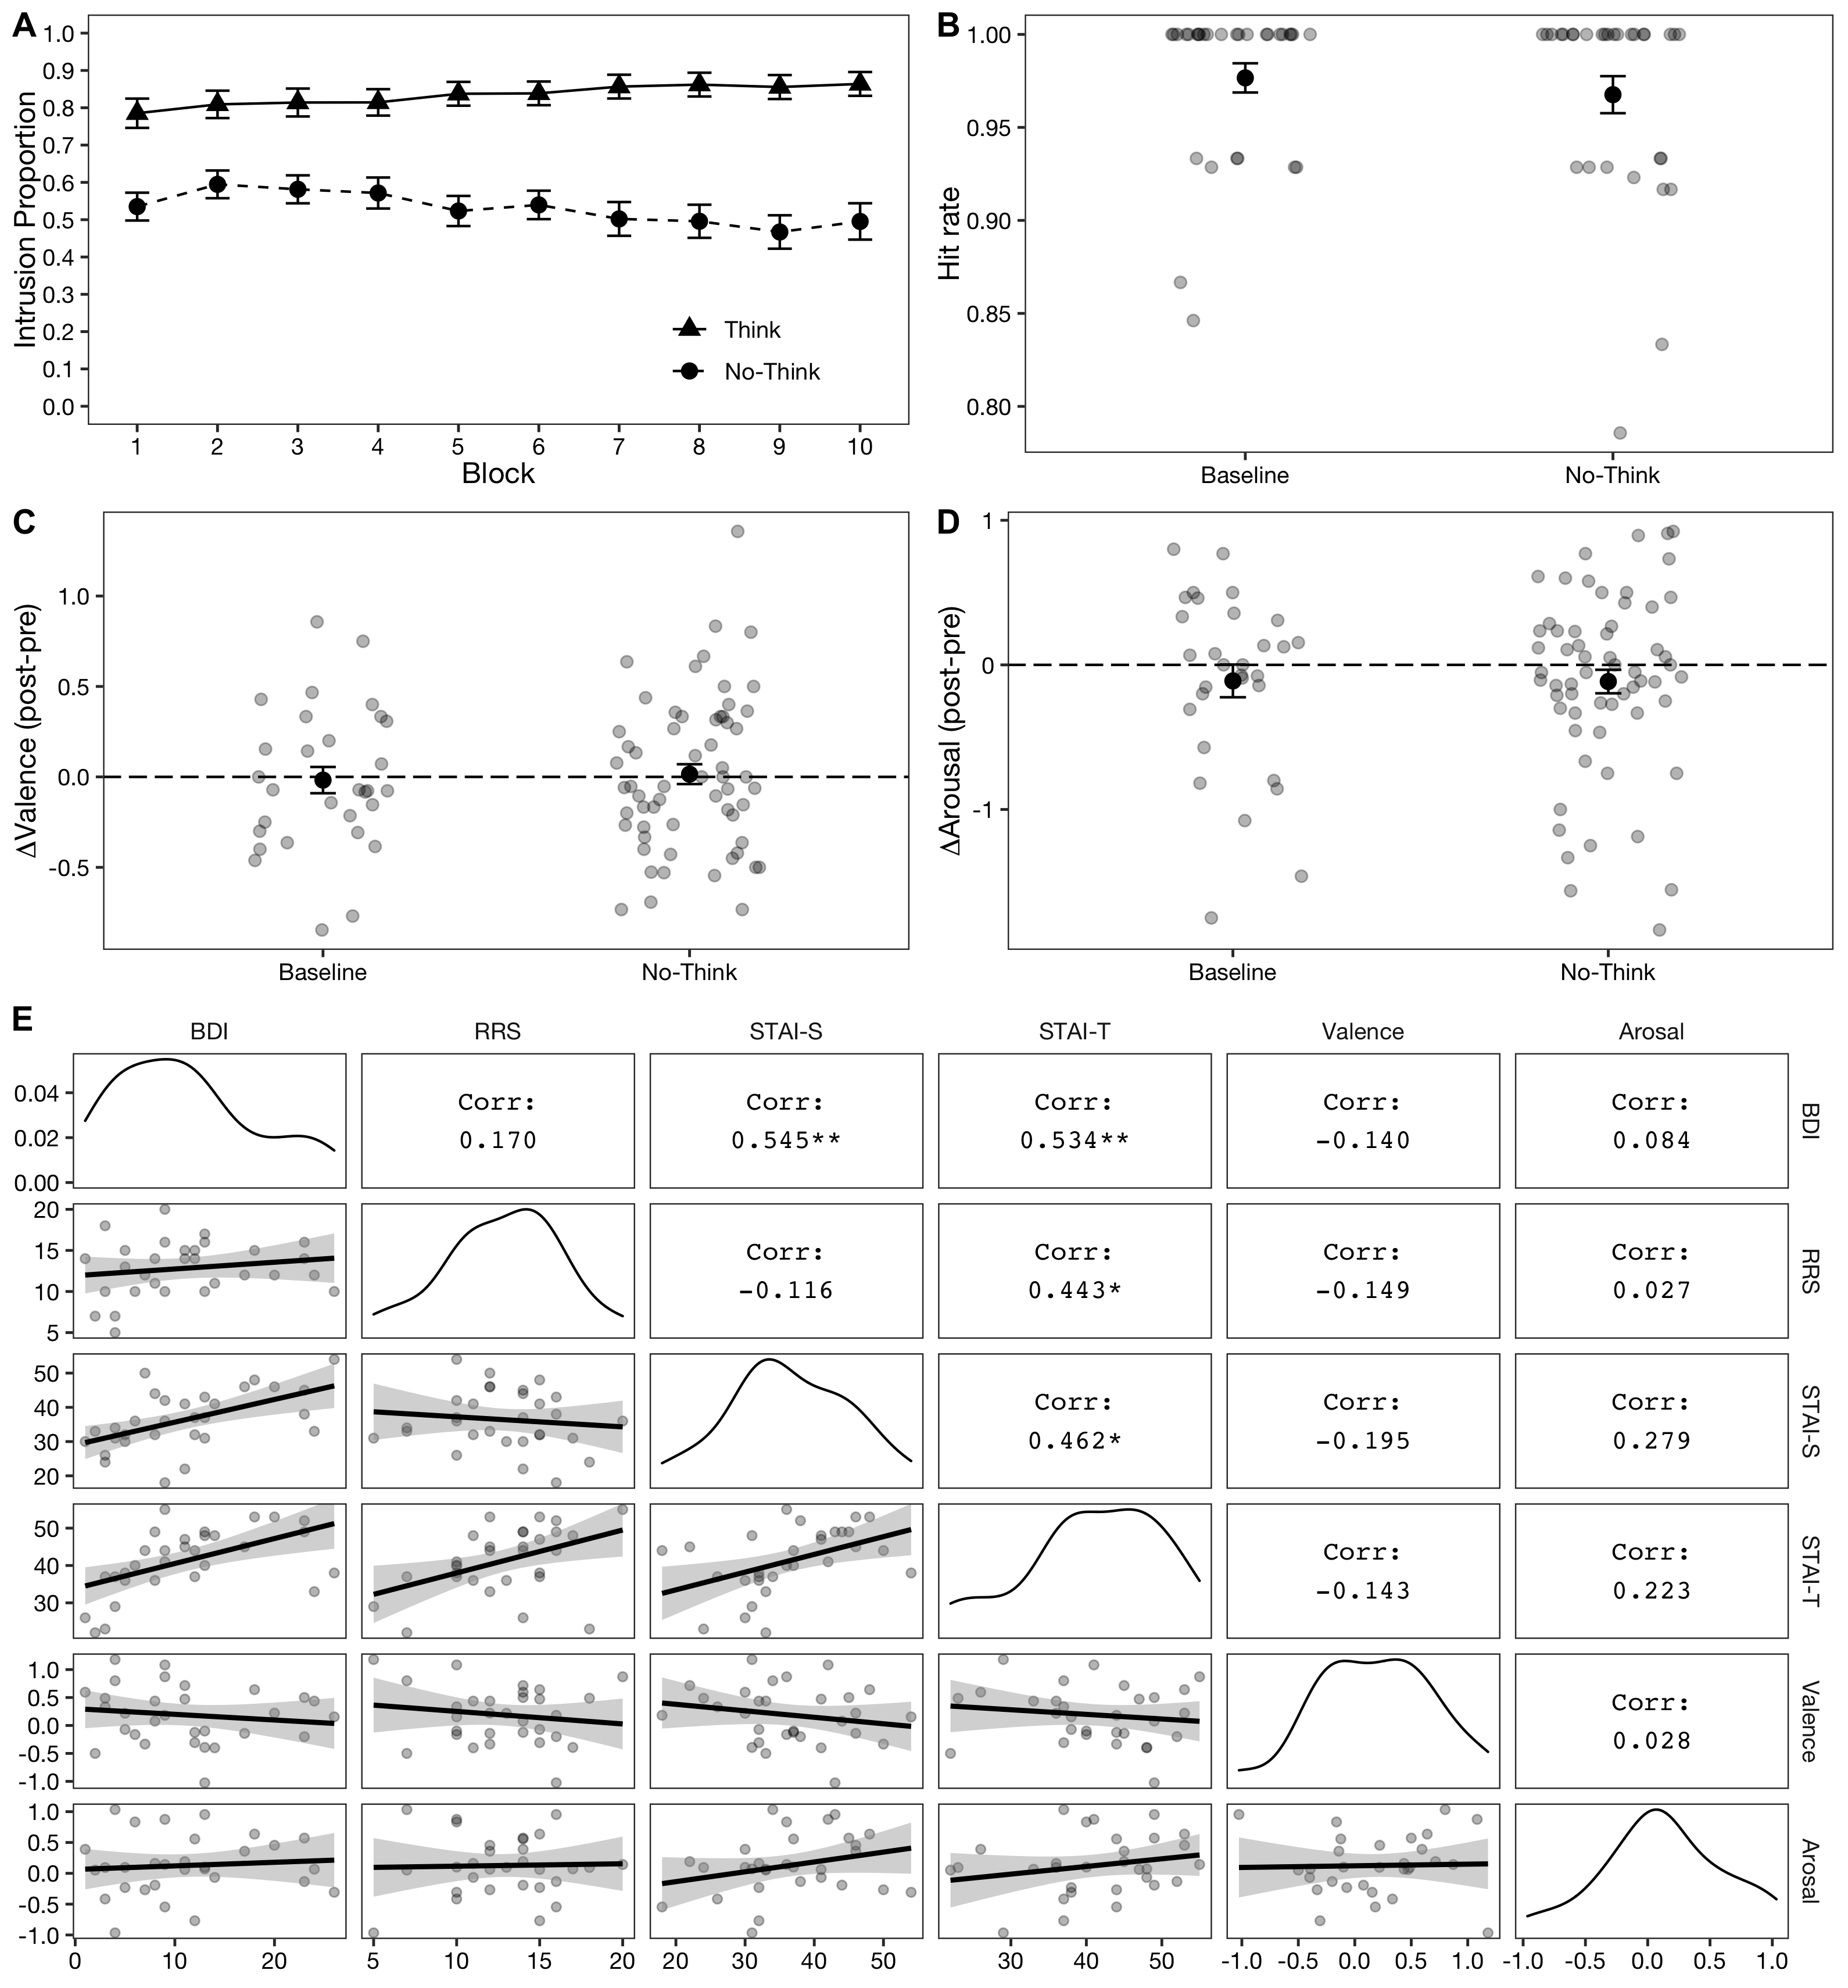 A
Intrusion Proportion
1.0
0.9
0.8
0.7
0.6
0.5
0.4
0.3
0.2
0.1
0.0
Think
No-Think
1 2 3 4 5 6 7 8 9 10
Block
B
Hit rate
1.00
0.95
0.90
0.85
0.80
Baseline No-Think
C
ΔValence (post-pre)
1.0
0.5
0.0
-0.5
Baseline No-Think
D
ΔArousal (post-pre)
1
0
-1
Baseline No-Think
E
BDI RRS STAI-S STAI-T Valence Arosal
0.04
0.02
0.00
Corr: Corr: Corr: Corr: Corr:
0.170 0.545** 0.534** -0.140 0.084
BDI
20
15
10
5
Corr: Corr: Corr: Corr:
-0.116 0.443* -0.149 0.027
RRS
50
40
30
20
Corr: Corr: Corr:
0.462* -0.195 0.279
STAI-S
50
40
30
Corr: Corr:
-0.143 0.223
STAI-T
1.0
0.5
0.0
-0.5
-1.0
Corr:
0.028
Valence
1.0
0.5
0.0
-0.5
-1.0
Arosal
0 10 20 5 10 15 20 20 30 40 50 30 40 50 -1.0 -0.5 0.0 0.5 1.0 -1.0 -0.5 0.0 0.5 1.0